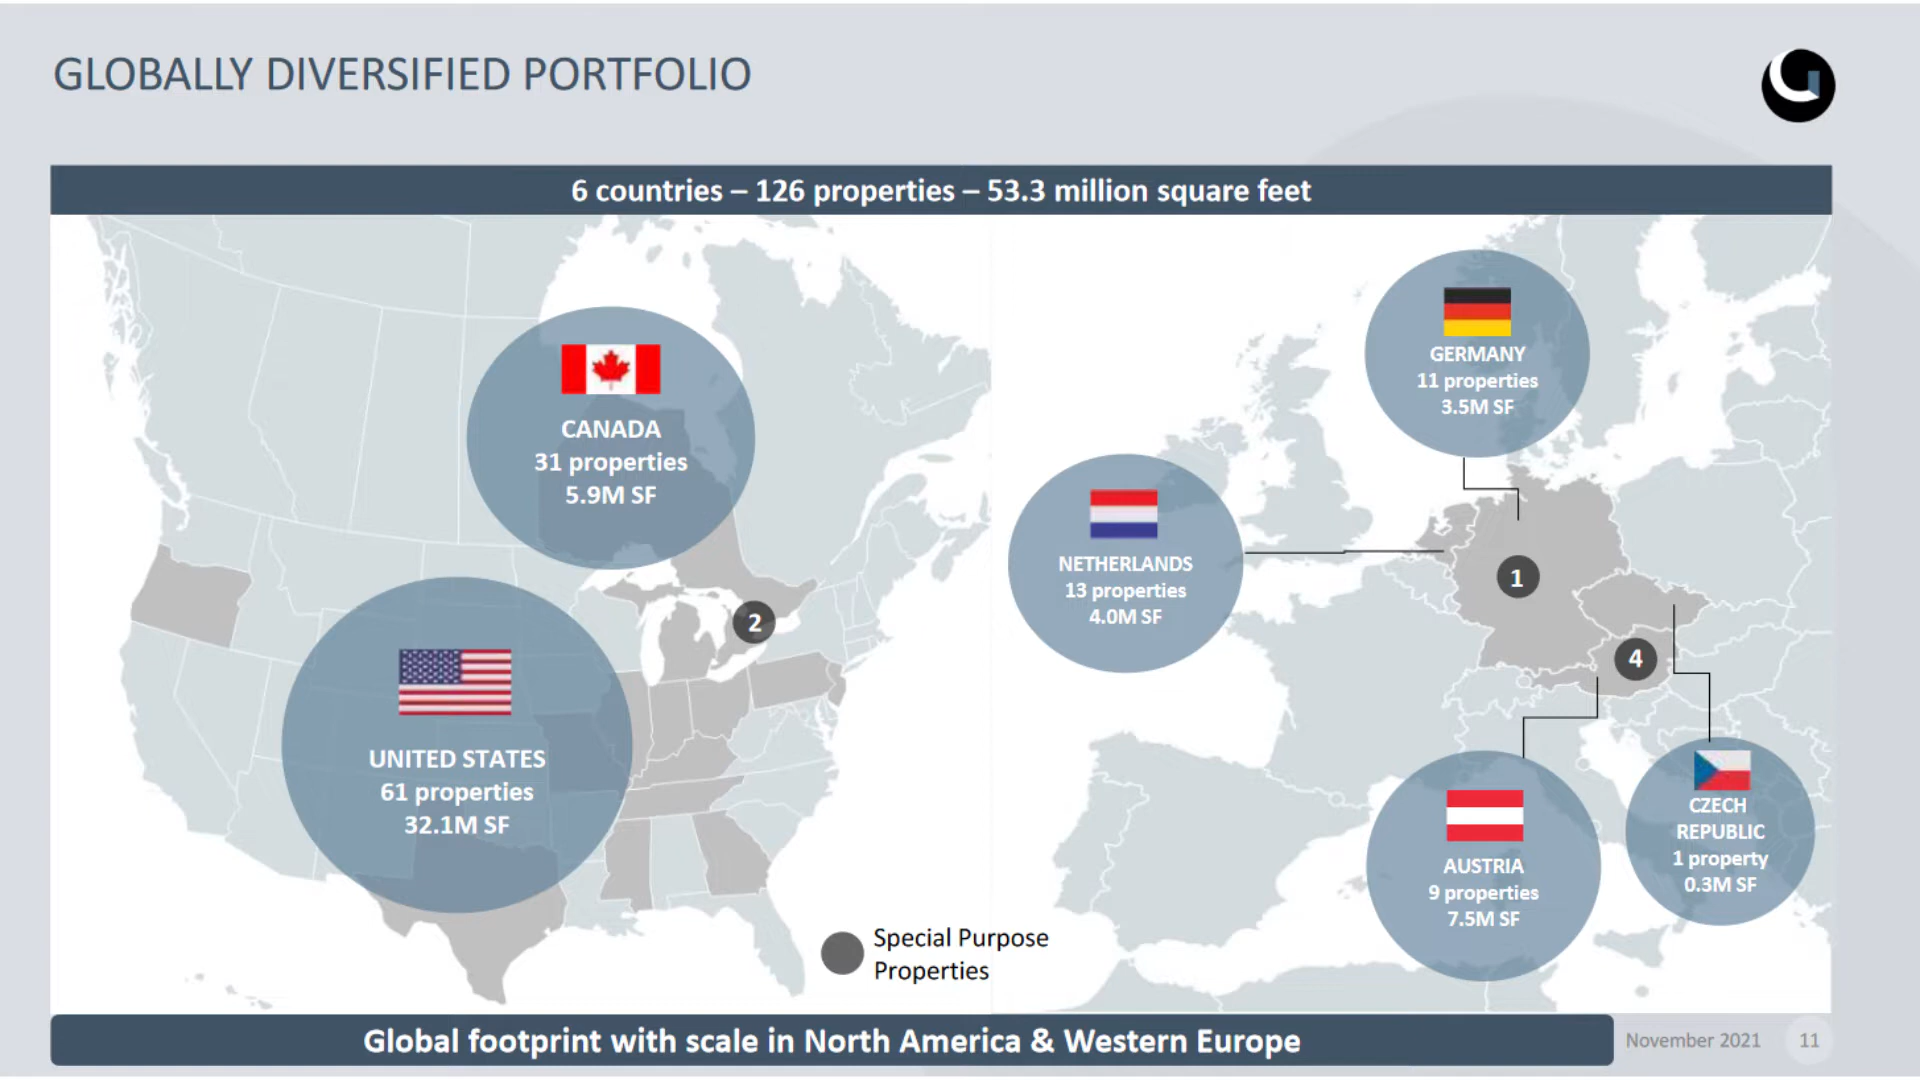 GLOBALLY DIVERSIFIED PORTFOLIO
6 countries – 126 properties – 53.3 million square feet
CANADA
31 properties
5.9M SF
UNITED STATES
61 properties
32.1M SF
2
GERMANY
11 properties
3.5M SF
NETHERLANDS
13 properties
4.0M SF
1
4
AUSTRIA
9 properties
7.5M SF
CZECH
REPUBLIC
1 property
0.3M SF
Special Purpose
Properties
Global footprint with scale in North America & Western Europe
November 2021
11